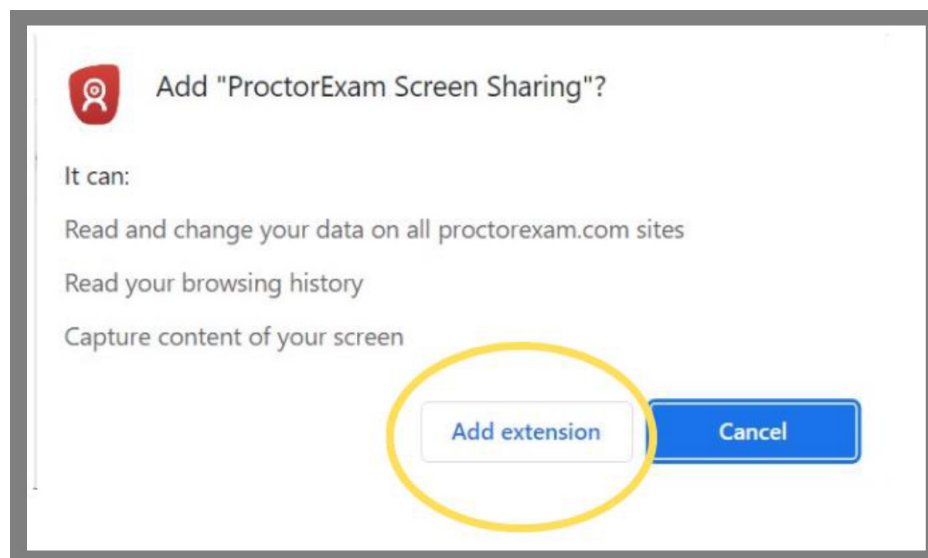 Add "ProctorExam Screen Sharing"?
It can:
Read and change your data on all proctorexam.com sites
Read your browsing history
Capture content of your screen
Add extension
Cancel